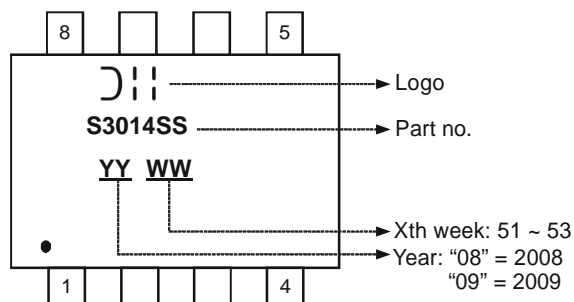 8 5
Logo
S3014SS Part no.
YY WW
Xth week: 51 ~ 53
Year: “08” = 2008
“09” = 2009
1 4